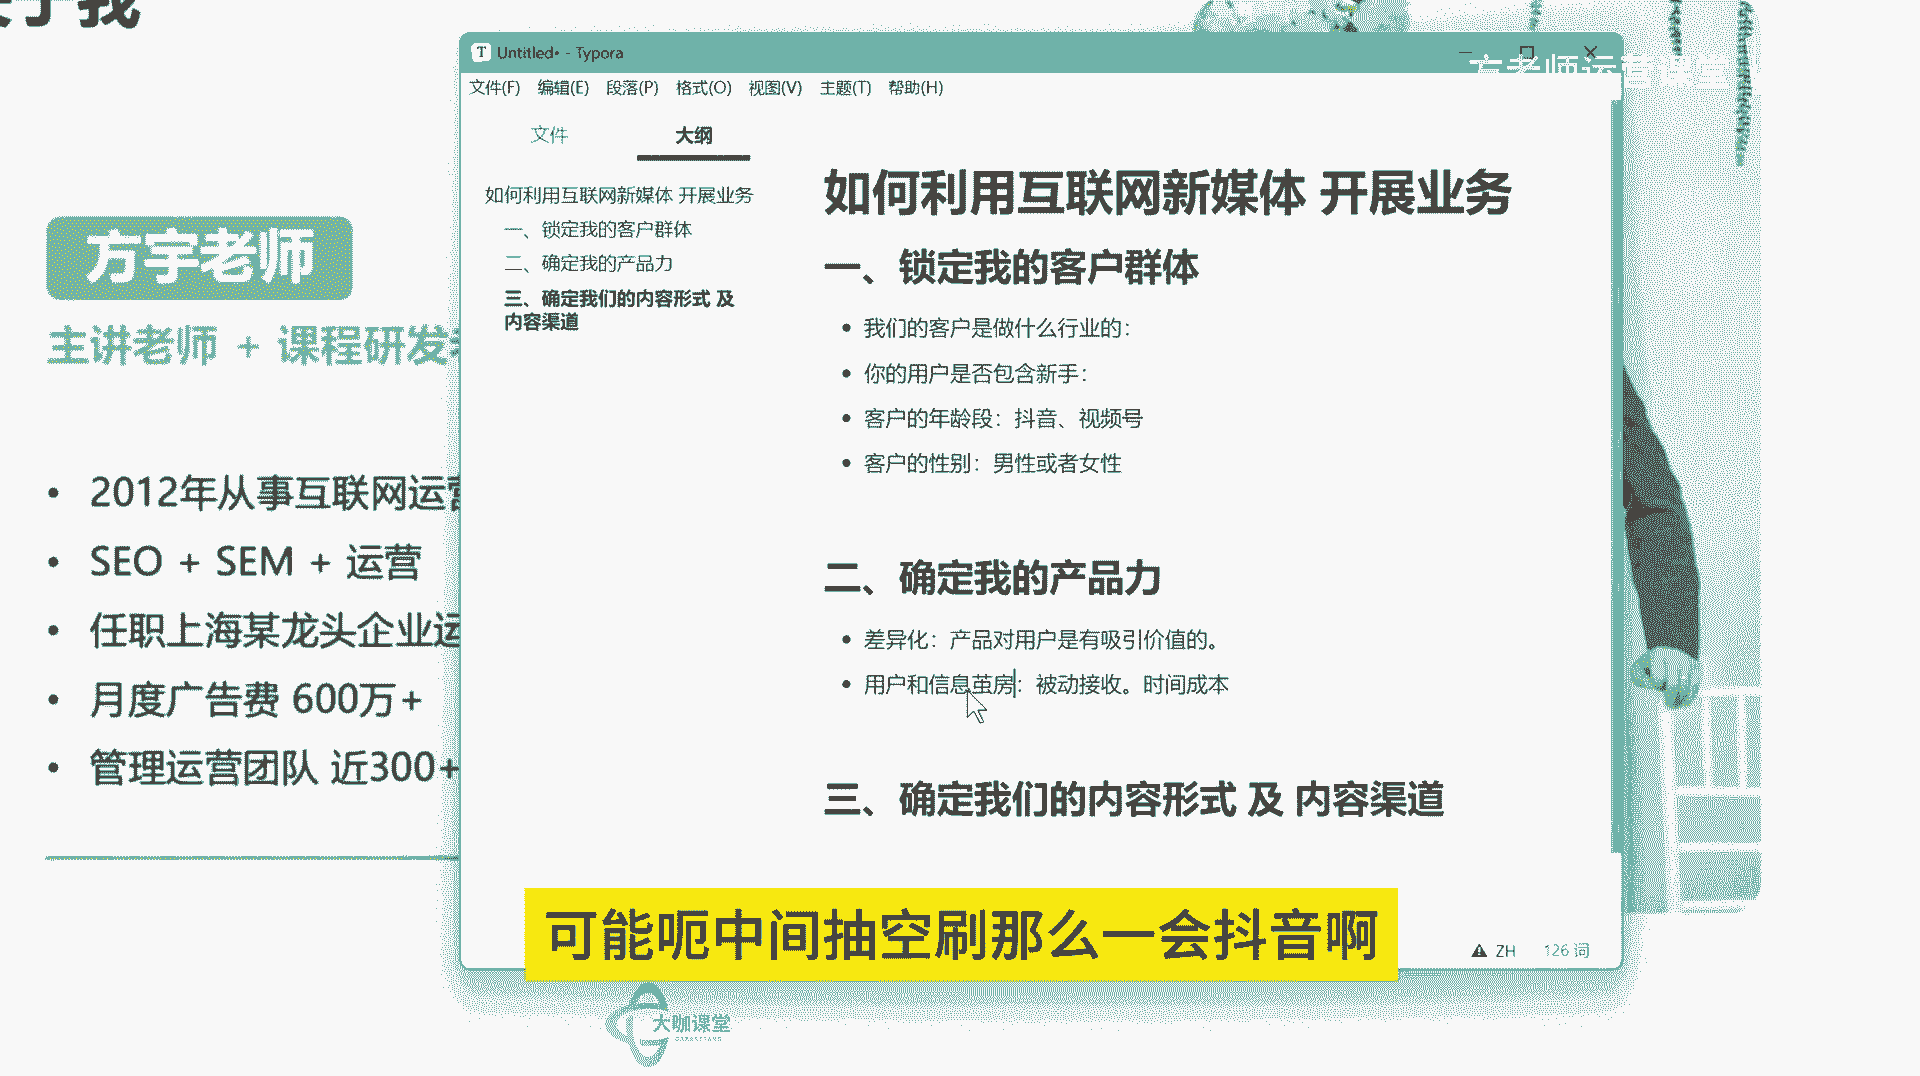 于我
方宇老师
主讲老师 + 课程研发
2012年从事互联网运营
SEO + SEM + 运营
任职上海某龙头企业运
月度广告费 600万+
管理运营团队 近300+
Untitled• - Typora
方老师运营课堂
文件(F) 编辑(E) 段落(P) 格式(O) 视图(V) 主题(T) 帮助(H)
文件 大纲
如何利用互联网新媒体 开展业务
一、锁定我的客户群体
二、确定我的产品力
三、确定我们的内容形式 及
内容渠道
如何利用互联网新媒体 开展业务
一、锁定我的客户群体
我们的客户是做什么行业的：
你的用户是否包含新手：
客户的年龄段：抖音、视频号
客户的性别：男性或者女性
二、确定我的产品力
差异化：产品对用户是有吸引价值的。
用户和信息茧房：被动接收。时间成本
三、确定我们的内容形式 及 内容渠道
ZH 126 词
可能呃中间抽空刷那么一会抖音啊
大咖课堂